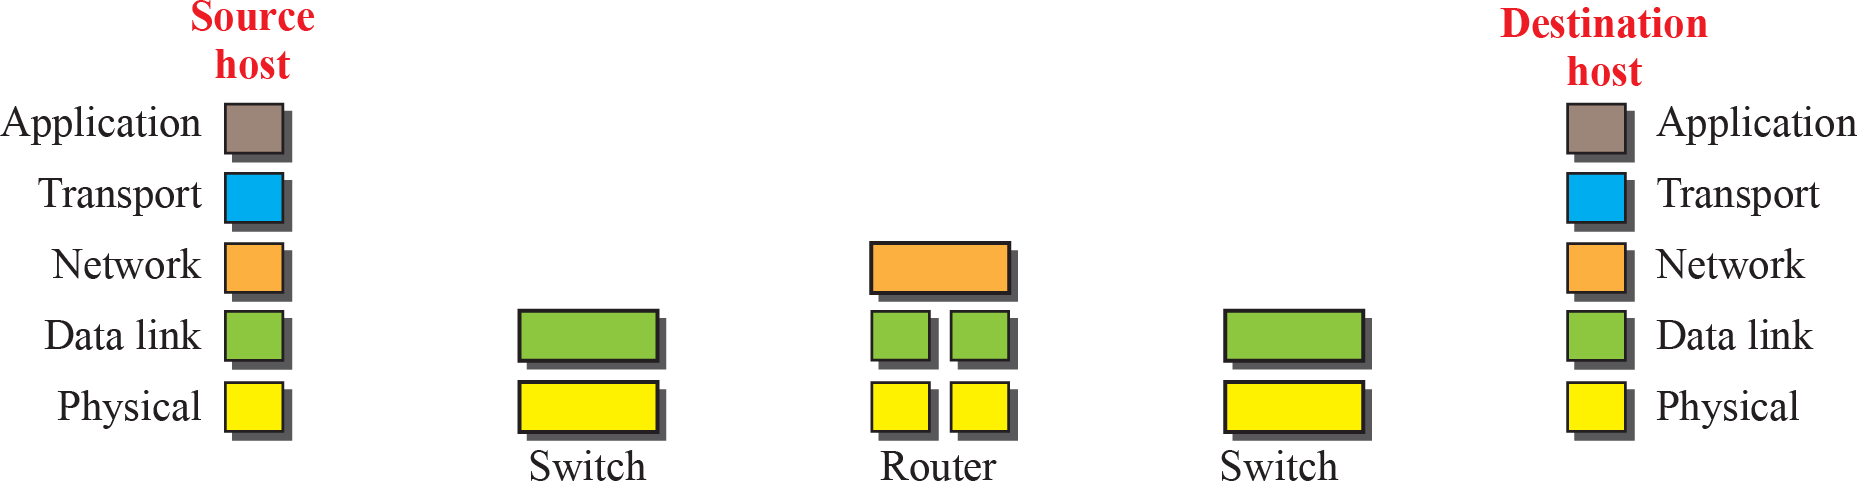 Source
host
Destination
host
Application
Transport
Network
Data link
Physical
Switch
Router
Switch
Application
Transport
Network
Data link
Physical